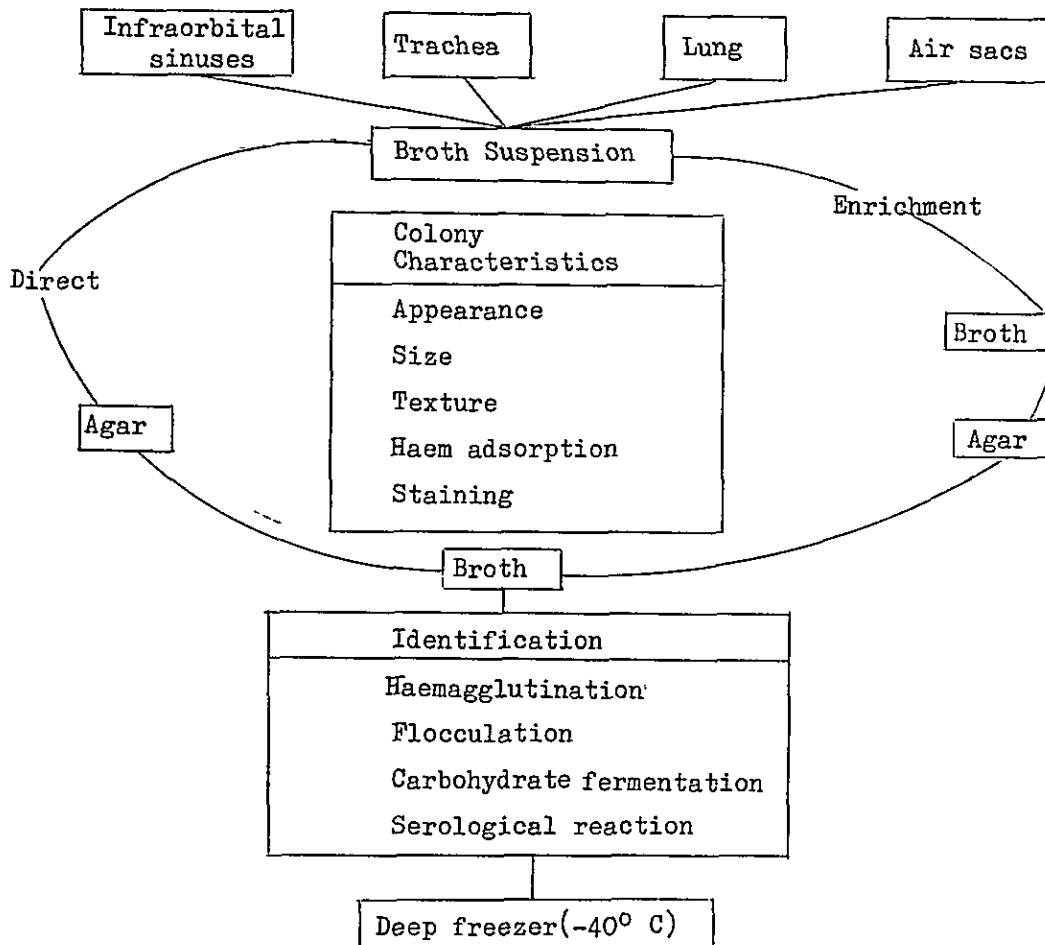 Infraorbital
sinuses
Trachea
Lung
Air sacs
Broth Suspension
Enrichment
Colony
Characteristics
Direct
Appearance
Broth
Size
Texture
Agar
Agar
Haem adsorption
Staining
Broth
Identification
Haemagglutination
Flocculation
Carbohydrate fermentation
Serological reaction
Deep freezer(-40⁰ C)